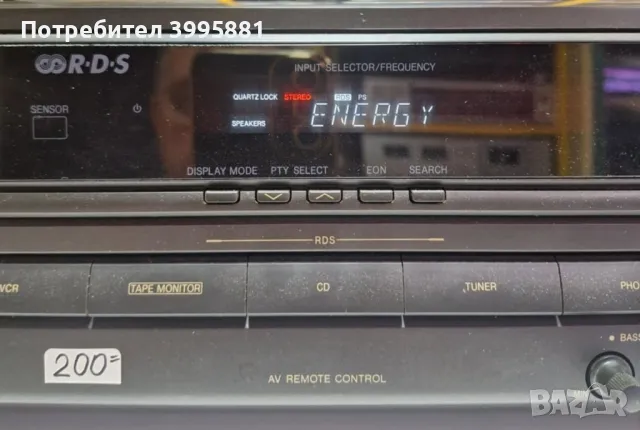 Потребител 3995881
R·D·S
INPUT SELECTOR/FREQUENCY
QUARTZ LOCK STEREO RDS PS
SENSOR
SPEAKERS ENERGY
DISPLAY MODE PTY SELECT EON SEARCH
RDS
VCR TAPE MONITOR CD TUNER PHO
BASS
200=
AV REMOTE CONTROL
BAZAR